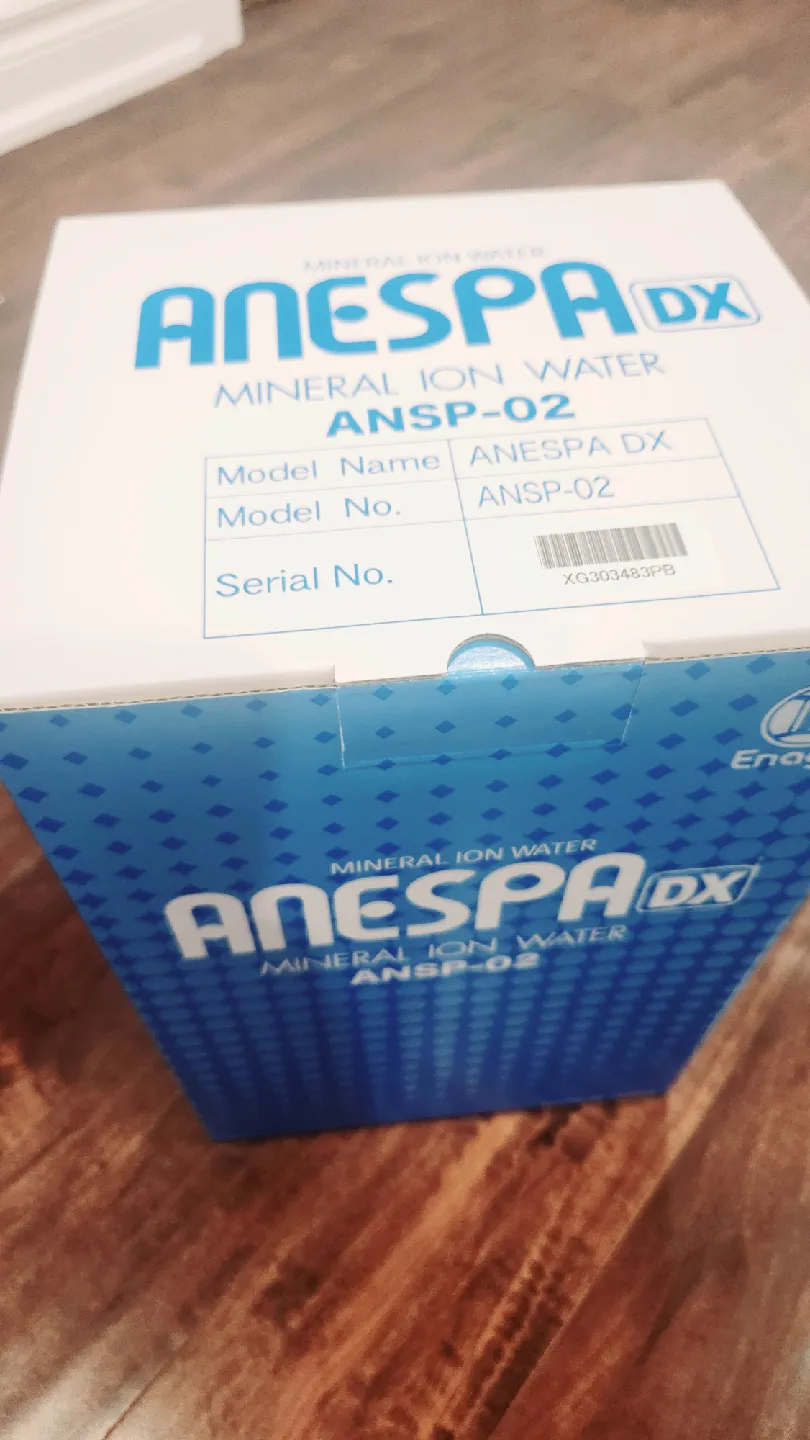 MINERAL ION WATER
ANESPA DX
MINERAL ION WATER
ANSP-02
Model Name ANESPA DX
Model No. ANSP-02
Serial No.
XG303483PB
MINERAL ION WATER
ANESPA DX
MINERAL ION WATER
ANSP-02